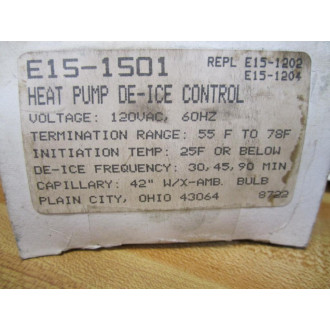 E15-1501 REPL E15-1202
E15-1204
HEAT PUMP DE-ICE CONTROL
VOLTAGE: 120VAC, 60HZ
TERMINATION RANGE: 55 F TO 78F
INITIATION TEMP: 25F OR BELOW
DE-ICE FREQUENCY: 30,45,90 MIN
CAPILLARY: 42" W/X-AMB. BULB
PLAIN CITY, OHIO 43064 8722